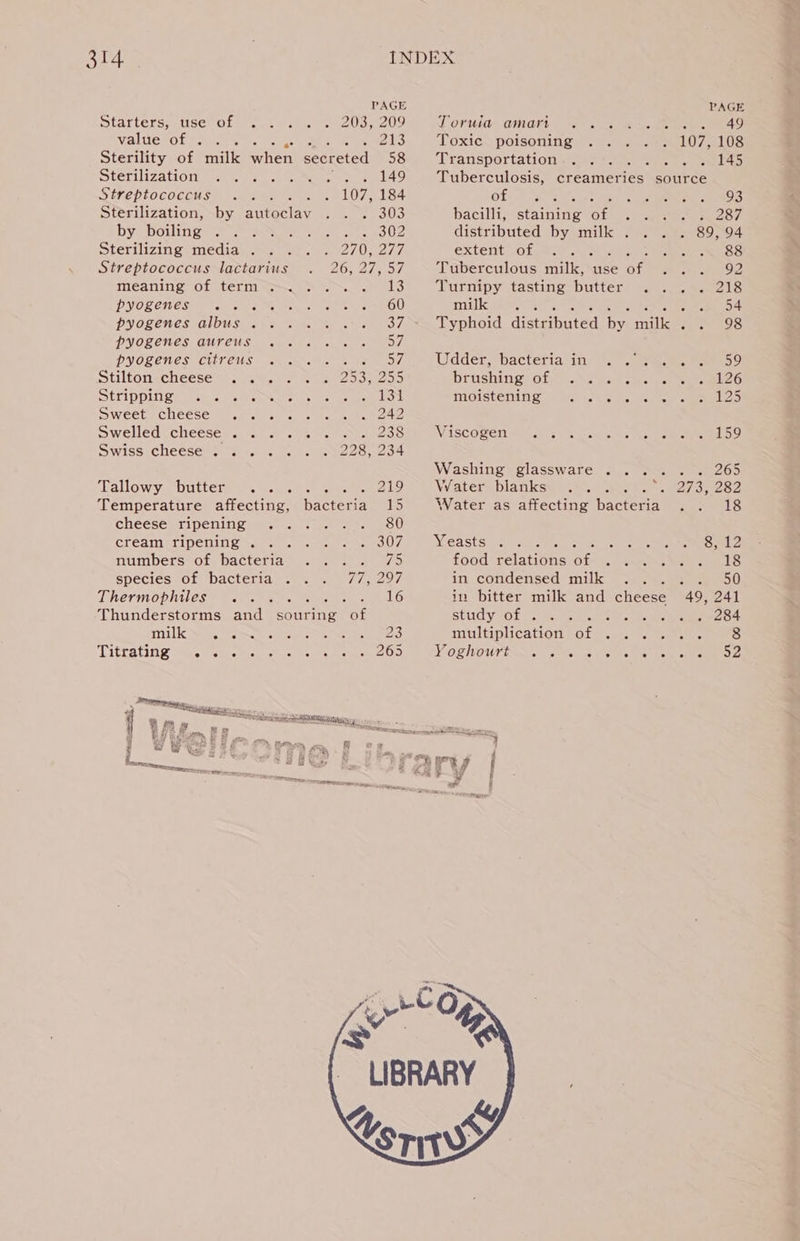 314 INDEX
PAGE
Starters, use of . . . . . . 203, 209
value of . . . . . . . . . . 213
Sterility of milk when secreted 58
Sterilization . . . . . . . . . 149
Streptococcus . . . . . . 107, 184
Sterilization, by autoclav . . . 303
by boiling . . . . . . . . . 302
Sterilizing media . . . . . 270, 277
Streptococcus lactarius . 26, 27, 57
meaning of term . . . . . . 13
pyogenes . . . . . . . . . 60
pyogenes albus . . . . . . . 37
pyogenes aureus . . . . . . 57
pyogenes citreus . . . . . . 57
Stilton cheese . . . . . . 253, 255
Stripping . . . . . . . . . . 131
Sweet cheese . . . . . . . . 242
Swelled cheese . . . . . . . . 238
Swiss cheese . . . . . . . 228, 234
Tallowy butter . . . . . . . . 219
Temperature affecting, bacteria 15
cheese ripening . . . . . . 80
cream ripening . . . . . . . 307
numbers of bacteria . . . . 75
species of bacteria . . . . 77, 297
Thermophiles . . . . . . . . 16
Thunderstorms and souring of
milk . . . . . . . . . . . 23
Titrating . . . . . . . . . . 265
PAGE
Toruia amari . . . . . . . . . 49
Toxic poisoning . . . . . . 107, 108
Transportation . . . . . . . . 145
Tuberculosis, creameries source
of . . . . . . . . . . . . 93
bacilli, staining of . . . . . . 287
distributed by milk . . . . 89, 94
extent of . . . . . . . . . 88
Tuberculous milk, use of . . . 92
Turnipy tasting butter . . . . . 218
milk . . . . . . . . . . . 54
Typhoid distributed by milk . . 98
Udder, bacteria in . . . . . . . 59
brushing of . . . . . . . . 126
moistening . . . . . . . . . 125
Viscogen . . . . . . . . . . 159
Washing glassware . . . . . . 265
Water blanks . . . . . . . 273, 282
Water as affecting bacteria . . 18
Yeasts . . . . . . . . . . . 8, 12
food relations of . . . . . . 18
in condensed milk . . . . . . 50
in bitter milk and cheese 49, 241
study of . . . . . . . . . . 284
multiplication of . . . . . . 8
Yoghourt . . . . . . . . . . 52
Wellcome Library
WELLCOME
LIBRARY
INSTITUTE